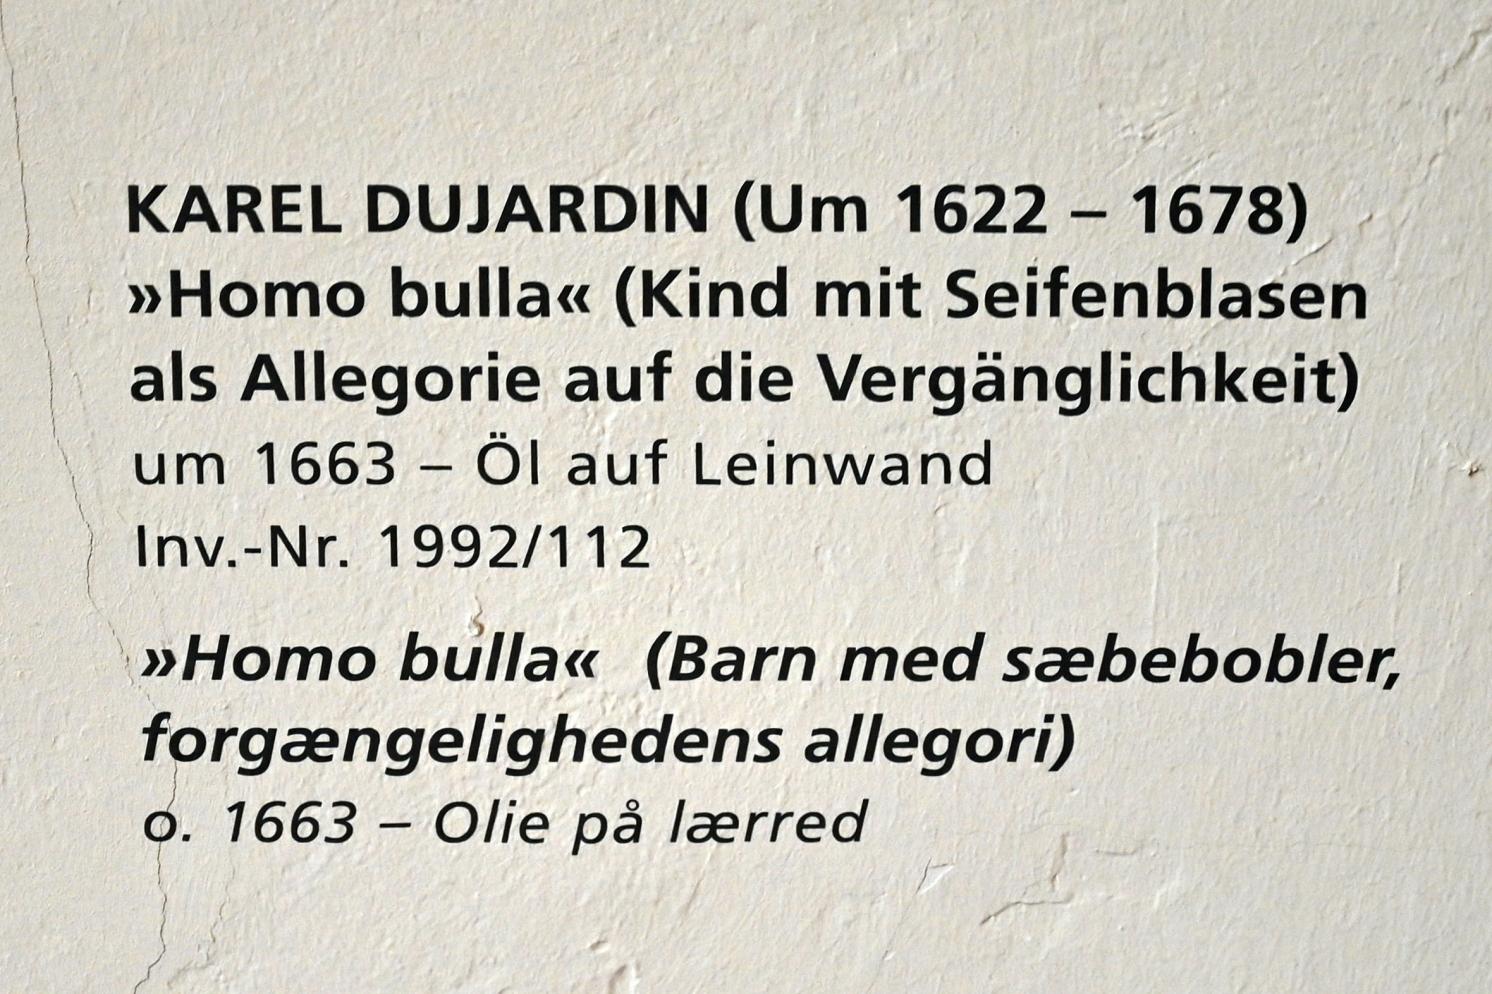 KAREL DUJARDIN (Um 1622 – 1678)
»Homo bulla« (Kind mit Seifenblasen
als Allegorie auf die Vergänglichkeit)
um 1663 – Öl auf Leinwand
Inv.-Nr. 1992/112
»Homo bulla« (Barn med sæbebobler,
forgængelighedens allegori)
o. 1663 – Olie på lærred